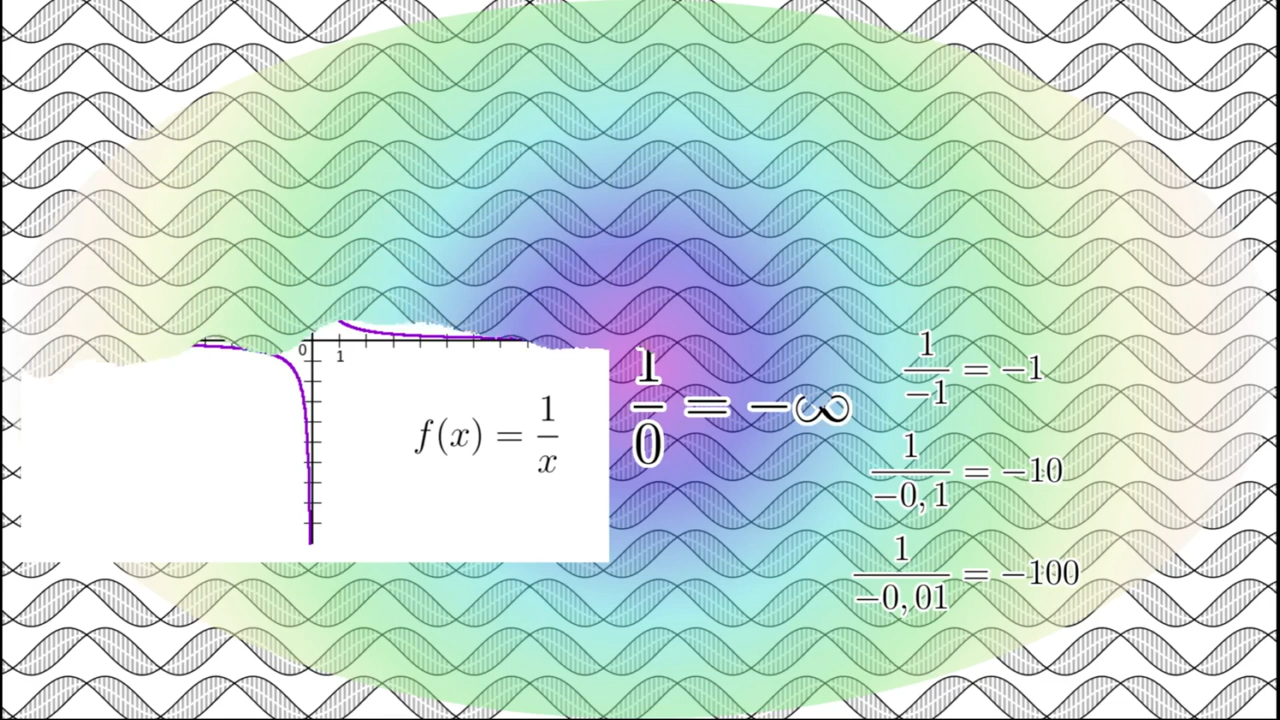 0
1
f(x) = 1/x
1/0 = −∞
1/−1 = −1
1/−0,1 = −10
1/−0,01 = −100